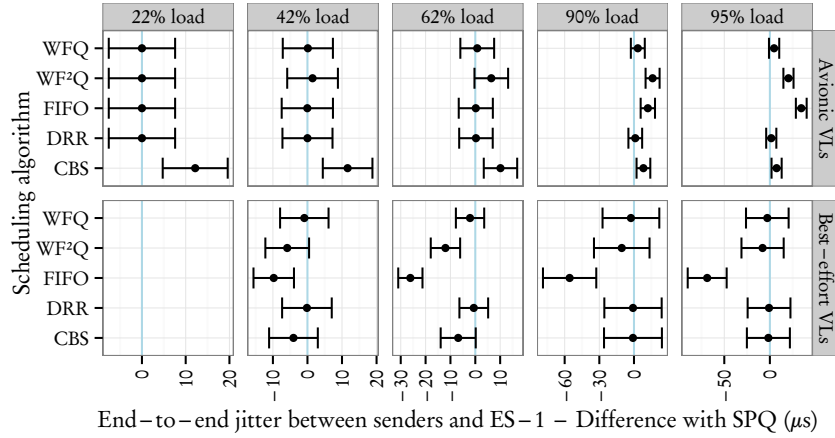 22% load 42% load 62% load 90% load 95% load
Scheduling algorithm
WFQ
WF²Q
FIFO
DRR
CBS
Avionic VLs
WFQ
WF²Q
FIFO
DRR
CBS
Best−effort VLs
0 20 −10 0 10 20 −30 −20 −10 0 10 −60 −30 0 −50 0
End−to−end jitter between senders and ES−1 − Difference with SPQ (μs)